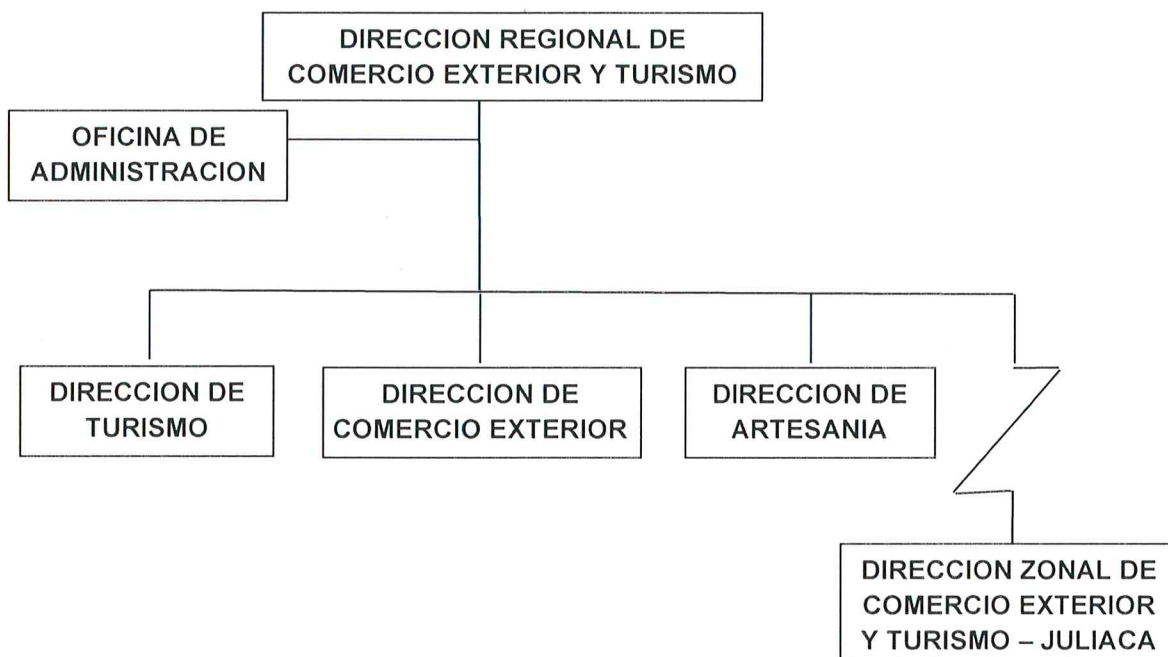 DIRECCION REGIONAL DE
COMERCIO EXTERIOR Y TURISMO
OFICINA DE
ADMINISTRACION
DIRECCION DE
TURISMO
DIRECCION DE
COMERCIO EXTERIOR
DIRECCION DE
ARTESANIA
DIRECCION ZONAL DE
COMERCIO EXTERIOR
Y TURISMO – JULIACA